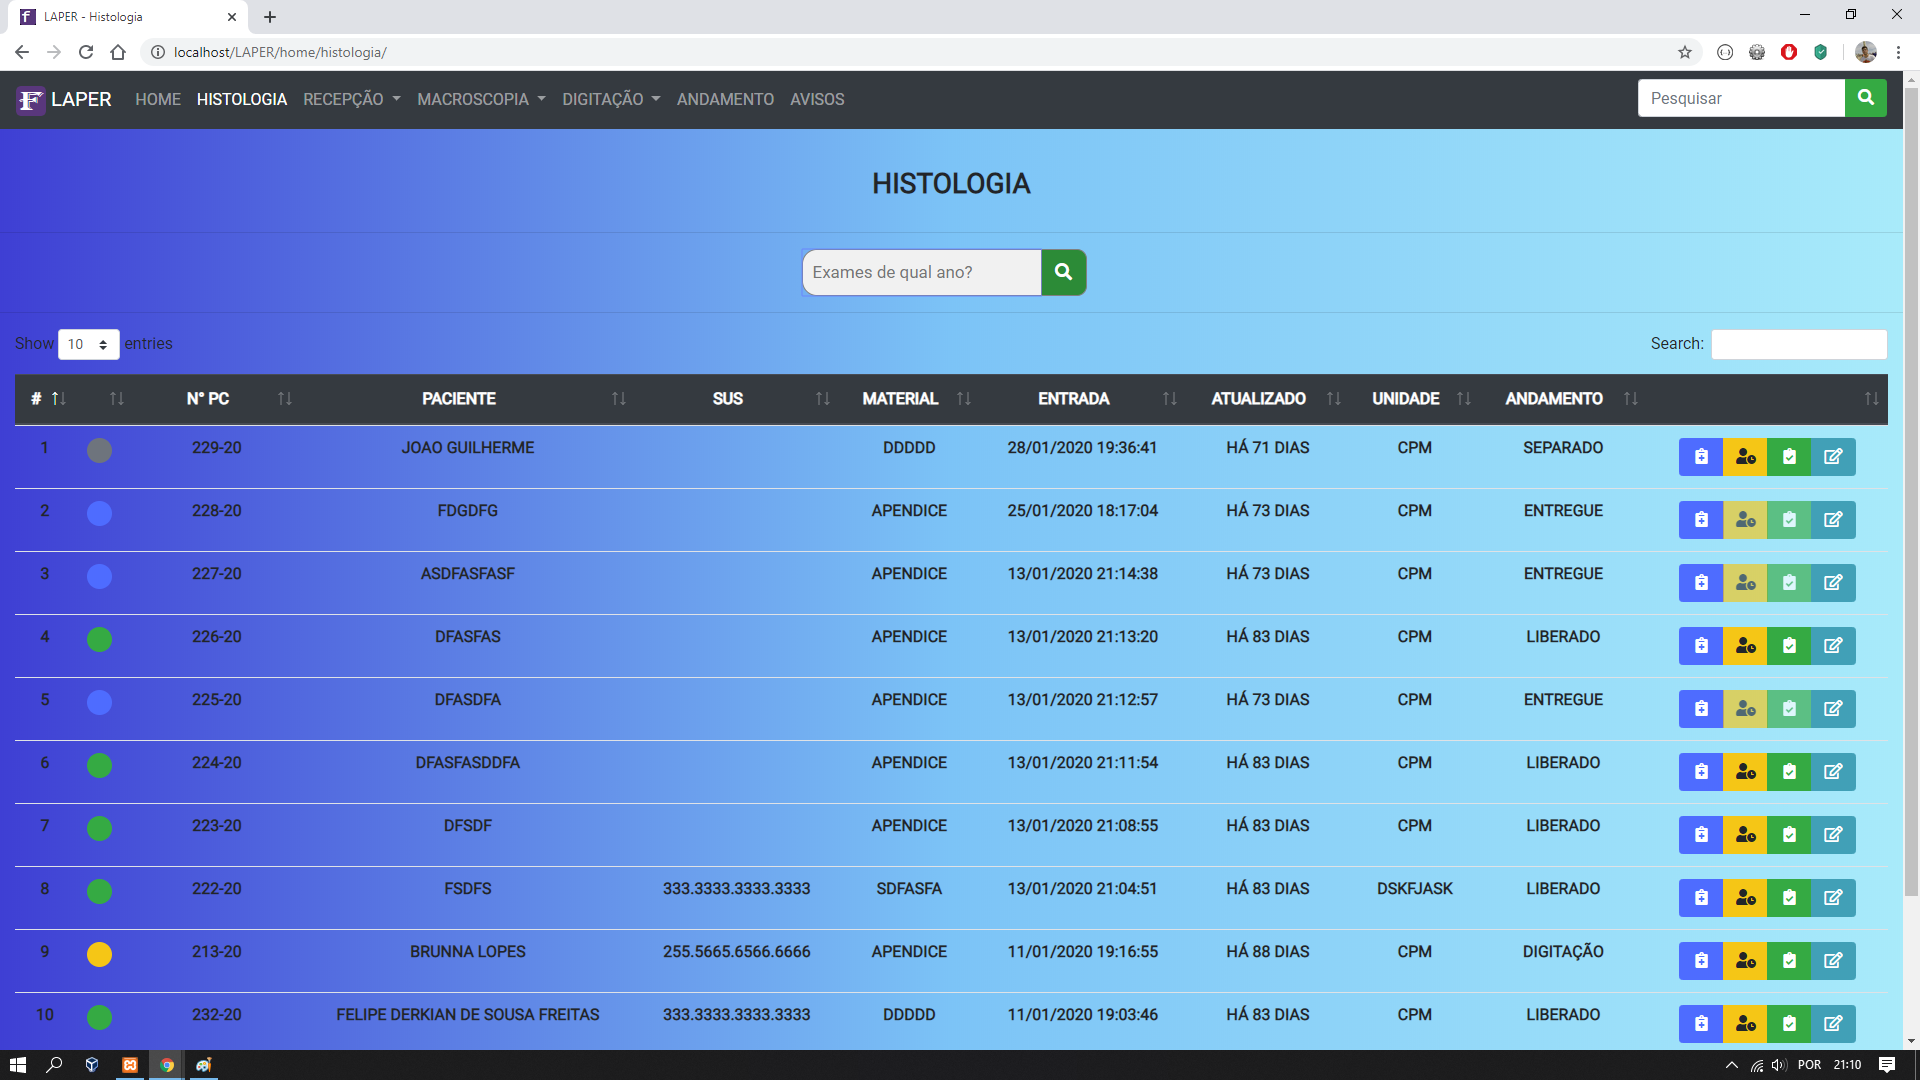 LAPER - Histologia
localhost/LAPER/home/histologia/
LAPER HOME HISTOLOGIA RECEPÇÃO MACROSCOPIA DIGITAÇÃO ANDAMENTO AVISOS Pesquisar
HISTOLOGIA
Exames de qual ano?
Show 10 entries Search:
# N° PC PACIENTE SUS MATERIAL ENTRADA ATUALIZADO UNIDADE ANDAMENTO
1 229-20 JOAO GUILHERME DDDDD 28/01/2020 19:36:41 HÁ 71 DIAS CPM SEPARADO
2 228-20 FDGDFG APENDICE 25/01/2020 18:17:04 HÁ 73 DIAS CPM ENTREGUE
3 227-20 ASDFASFASF APENDICE 13/01/2020 21:14:38 HÁ 73 DIAS CPM ENTREGUE
4 226-20 DFASFAS APENDICE 13/01/2020 21:13:20 HÁ 83 DIAS CPM LIBERADO
5 225-20 DFASDFA APENDICE 13/01/2020 21:12:57 HÁ 73 DIAS CPM ENTREGUE
6 224-20 DFASFASDDFA APENDICE 13/01/2020 21:11:54 HÁ 83 DIAS CPM LIBERADO
7 223-20 DFSDF APENDICE 13/01/2020 21:08:55 HÁ 83 DIAS CPM LIBERADO
8 222-20 FSDFS 333.3333.3333.3333 SDFASFA 13/01/2020 21:04:51 HÁ 83 DIAS DSKFJASK LIBERADO
9 213-20 BRUNNA LOPES 255.5665.6566.6666 APENDICE 11/01/2020 19:16:55 HÁ 88 DIAS CPM DIGITAÇÃO
10 232-20 FELIPE DERKIAN DE SOUSA FREITAS 333.3333.3333.3333 DDDDD 11/01/2020 19:03:46 HÁ 83 DIAS CPM LIBERADO
POR 21:10